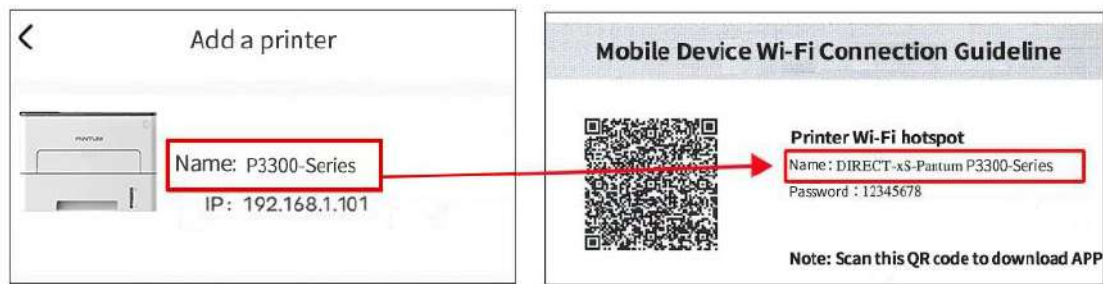 Add a printer
PANTUM
Name: P3300-Series
IP: 192.168.1.101
Mobile Device Wi-Fi Connection Guideline
Printer Wi-Fi hotspot
Name: DIRECT-xS-Pantum P3300-Series
Password: 12345678
Note: Scan this QR code to download APP